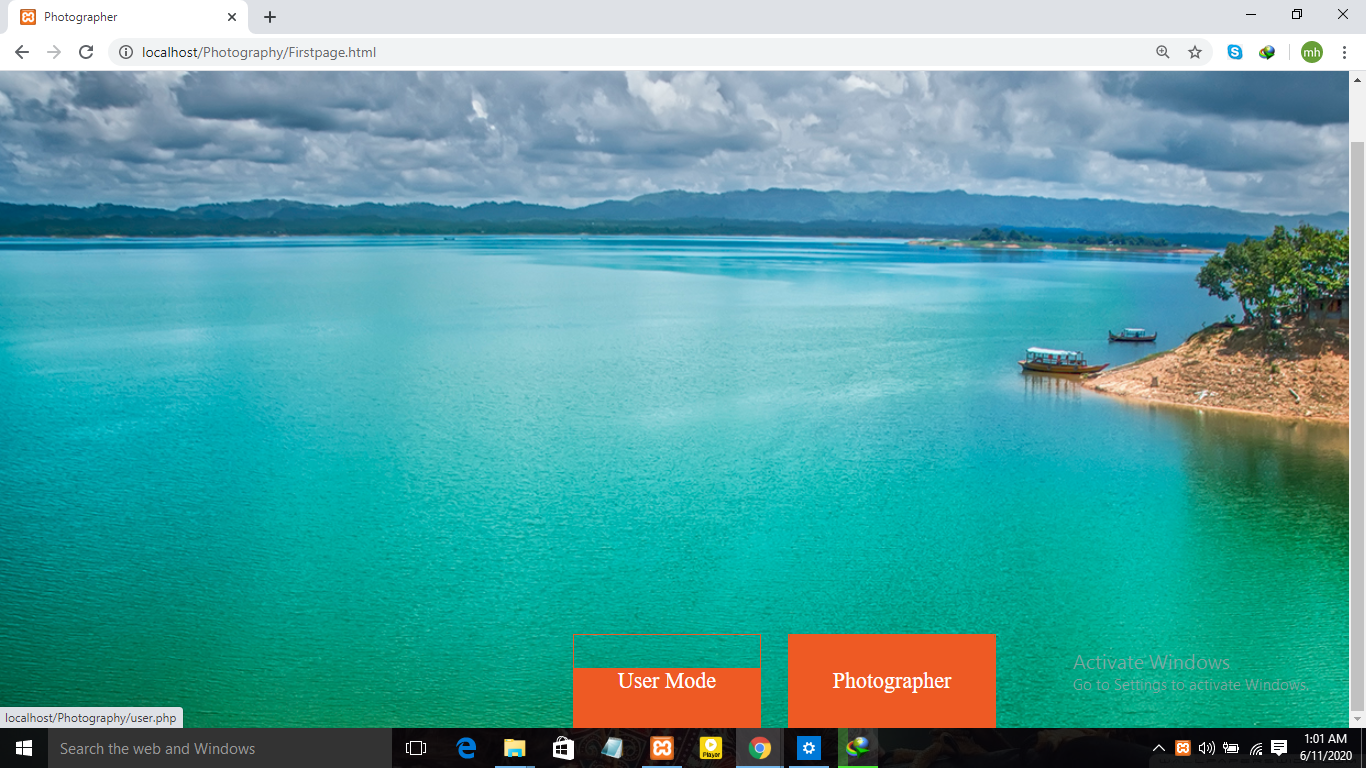 Photographer
localhost/Photography/Firstpage.html
mh
User Mode
Photographer
Activate Windows
Go to Settings to activate Windows.
localhost/Photography/user.php
Search the web and Windows
Player
1:01 AM
6/11/2020